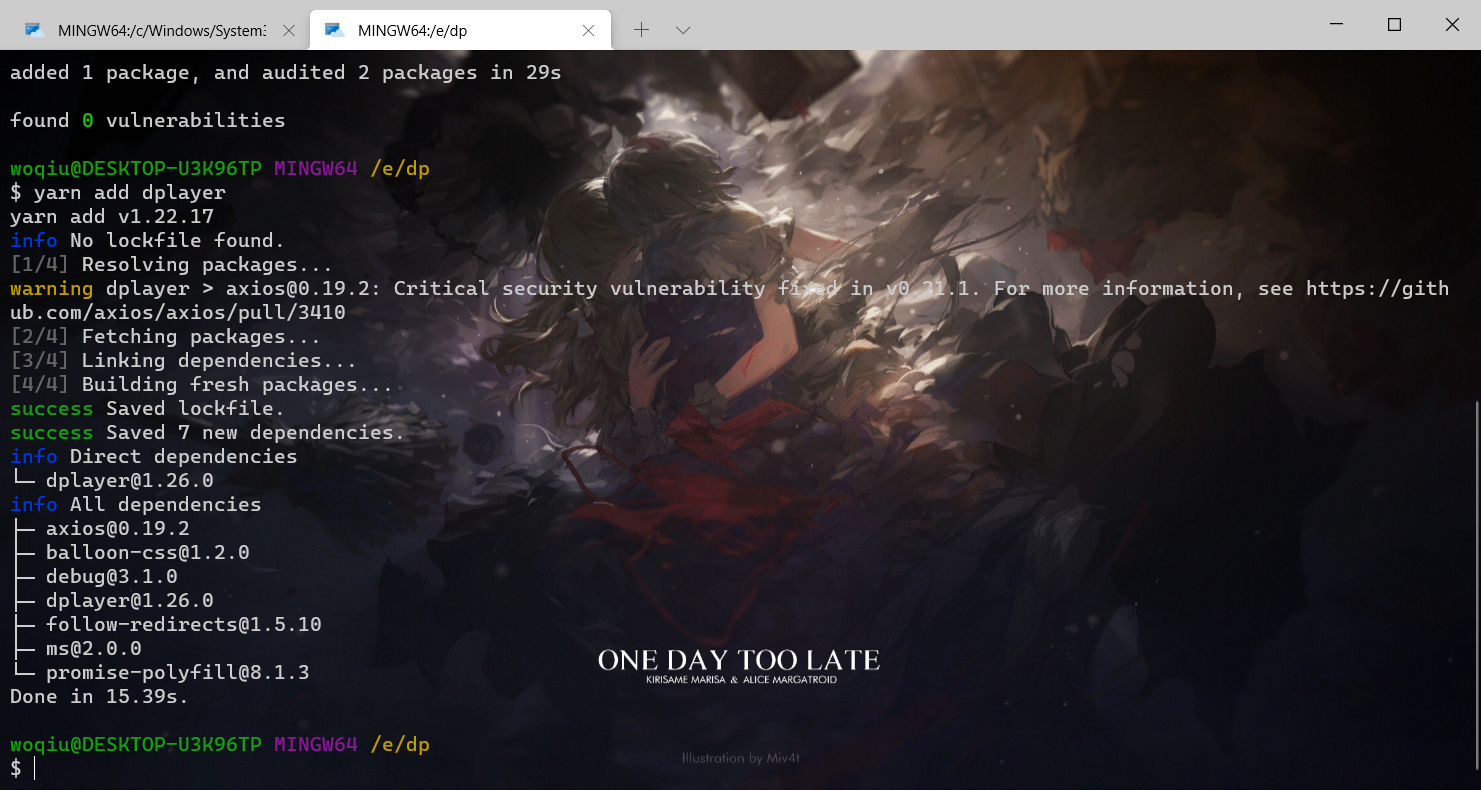 MINGW64:/c/Windows/System3
MINGW64:/e/dp
added 1 package, and audited 2 packages in 29s
found 0 vulnerabilities
woqiu@DESKTOP-U3K96TP MINGW64 /e/dp
$ yarn add dplayer
yarn add v1.22.17
info No lockfile found.
[1/4] Resolving packages...
warning dplayer > axios@0.19.2: Critical security vulnerability fixed in v0.21.1. For more information, see https://gith
ub.com/axios/axios/pull/3410
[2/4] Fetching packages...
[3/4] Linking dependencies...
[4/4] Building fresh packages...
success Saved lockfile.
success Saved 7 new dependencies.
info Direct dependencies
└─ dplayer@1.26.0
info All dependencies
├─ axios@0.19.2
├─ balloon-css@1.2.0
├─ debug@3.1.0
├─ dplayer@1.26.0
├─ follow-redirects@1.5.10
├─ ms@2.0.0
└─ promise-polyfill@8.1.3
Done in 15.39s.
ONE DAY TOO LATE
KIRISAME MARISA & ALICE MARGATROID
woqiu@DESKTOP-U3K96TP MINGW64 /e/dp
$
Illustration by Miv4t